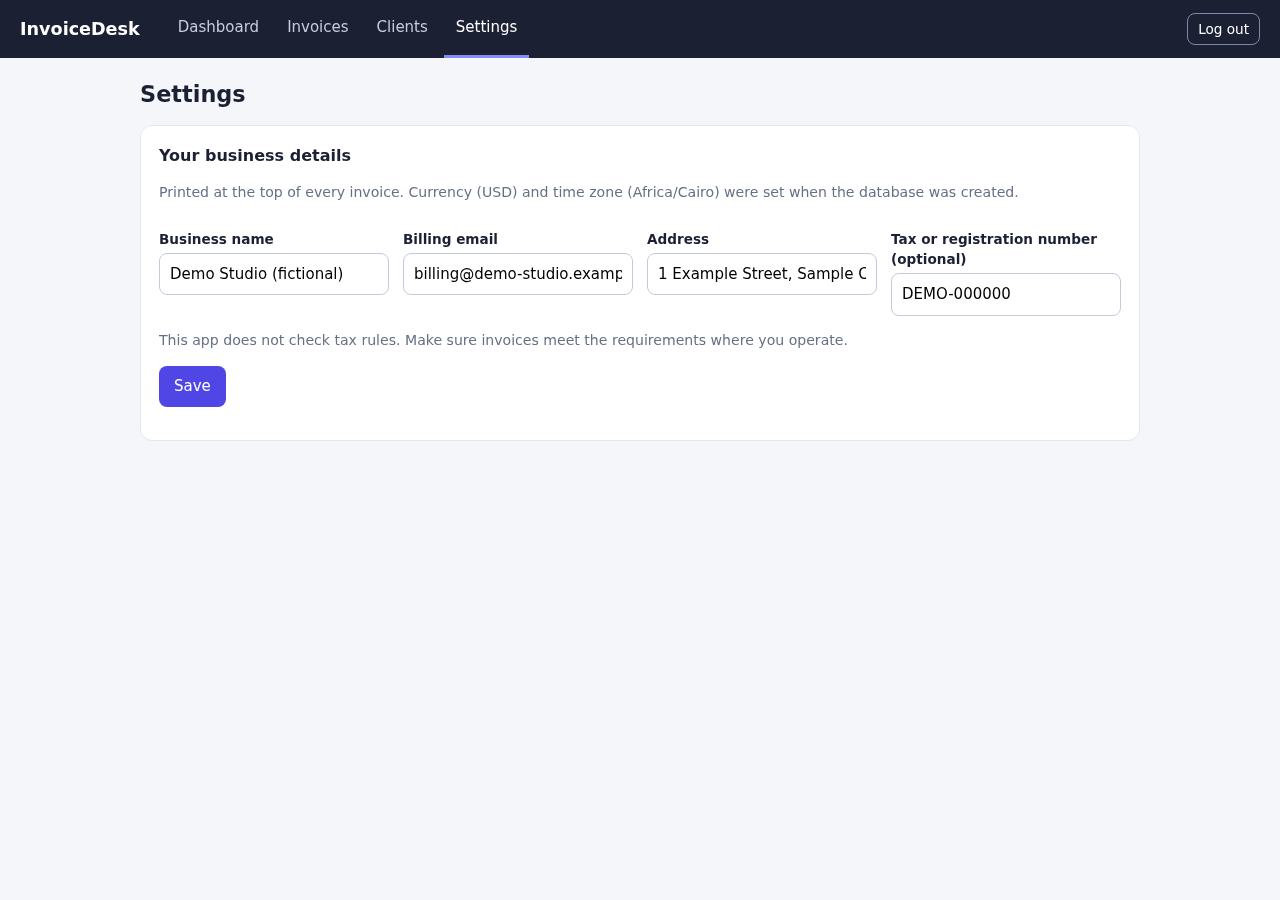 InvoiceDesk Dashboard Invoices Clients Settings Log out
Settings
Your business details
Printed at the top of every invoice. Currency (USD) and time zone (Africa/Cairo) were set when the database was created.
Business name
Demo Studio (fictional)
Billing email
billing@demo-studio.examp
Address
1 Example Street, Sample C
Tax or registration number
(optional)
DEMO-000000
This app does not check tax rules. Make sure invoices meet the requirements where you operate.
Save